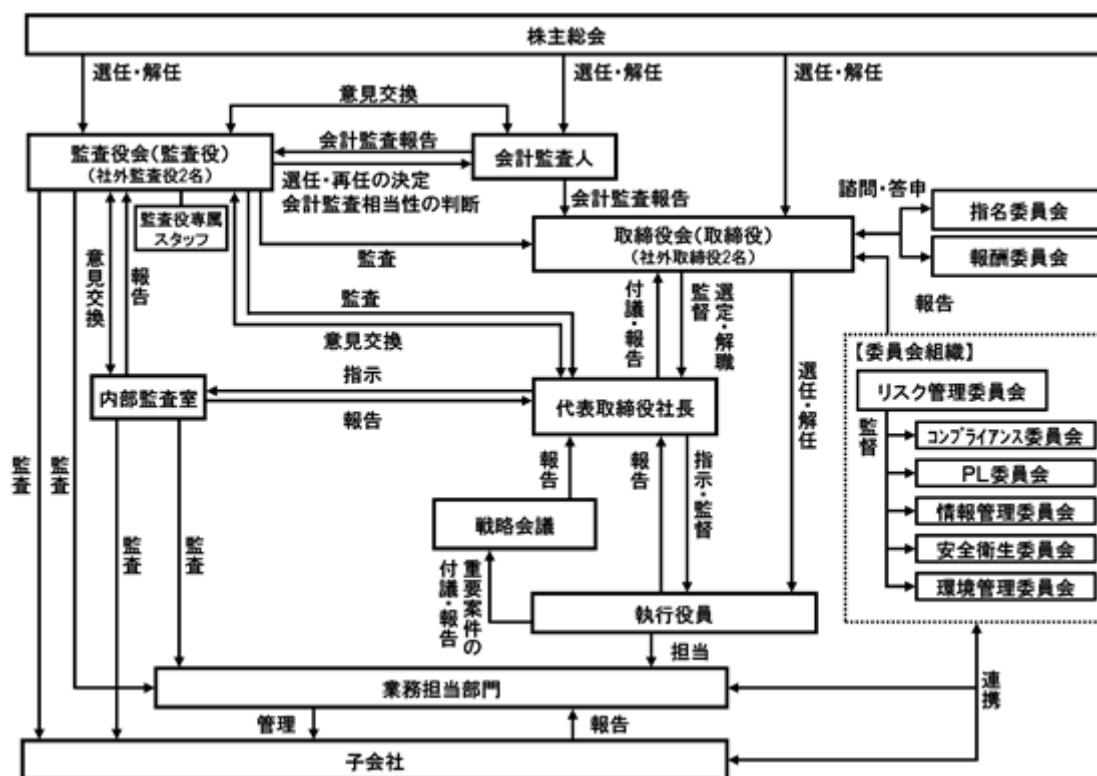 株主総会
選任・解任
選任・解任
選任・解任
意見交換
監査役会(監査役)
(社外監査役2名)
会計監査報告
会計監査人
選任・再任の決定
会計監査相当性の判断
会計監査報告
監査役専属
スタッフ
諮問・答申
指名委員会
報酬委員会
取締役会(取締役)
(社外取締役2名)
監査
意見交換
報告
監査
意見交換
付議・報告
監督
選定・解職
選任・解任
報告
【委員会組織】
リスク管理委員会
監督
コンプライアンス委員会
PL委員会
情報管理委員会
安全衛生委員会
環境管理委員会
指示
内部監査室
報告
代表取締役社長
監査
監査
監査
監査
報告
報告
指示・監督
戦略会議
重要案件の
付議・報告
執行役員
担当
業務担当部門
連携
管理
報告
子会社